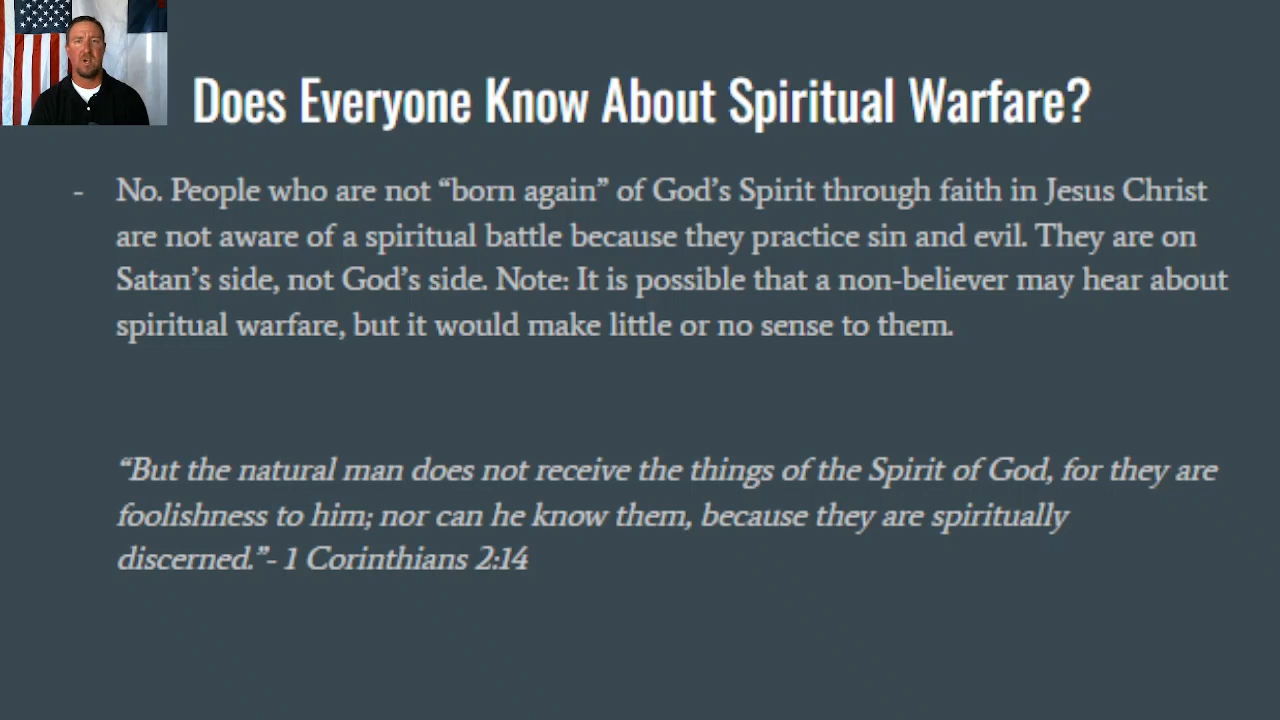 Does Everyone Know About Spiritual Warfare?
- No. People who are not “born again” of God’s Spirit through faith in Jesus Christ
are not aware of a spiritual battle because they practice sin and evil. They are on
Satan’s side, not God’s side. Note: It is possible that a non-believer may hear about
spiritual warfare, but it would make little or no sense to them.
“But the natural man does not receive the things of the Spirit of God, for they are
foolishness to him; nor can he know them, because they are spiritually
discerned.”- 1 Corinthians 2:14